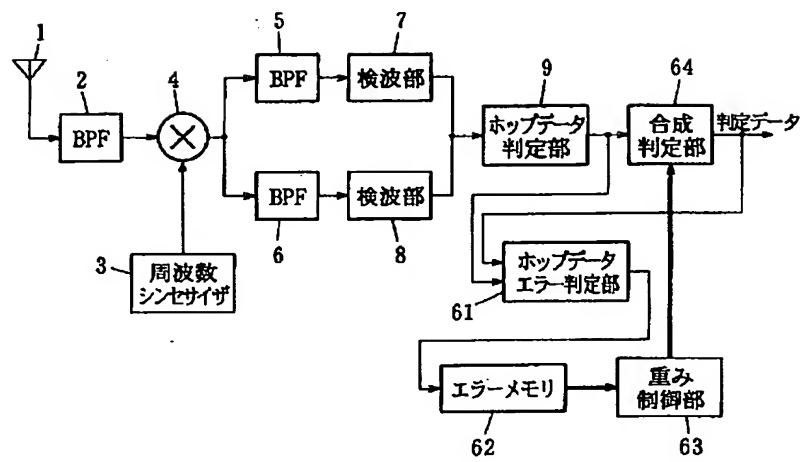 1
2
BPF
3
周波数
シンセサイザ
4
5
BPF
7
検波部
BPF
6
検波部
8
9
ホップデータ
判定部
64
合成
判定部
判定データ
ホップデータ
エラー判定部
61
エラーメモリ
62
重み
制御部
63